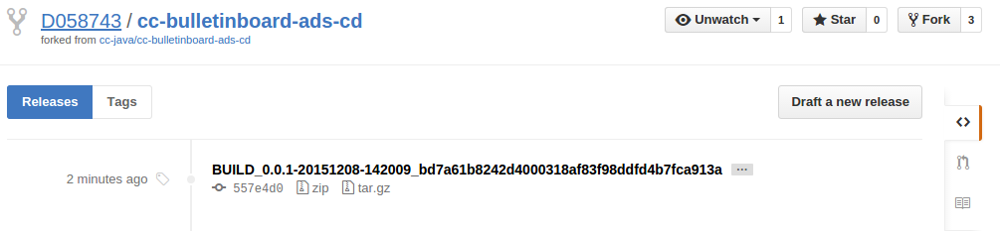 D058743 / cc-bulletinboard-ads-cd
forked from cc-java/cc-bulletinboard-ads-cd
Unwatch 1 Star 0 Fork 3
Releases Tags
Draft a new release
2 minutes ago
BUILD_0.0.1-20151208-142009_bd7a61b8242d4000318af83f98ddfd4b7fca913a ...
557e4d0 zip tar.gz